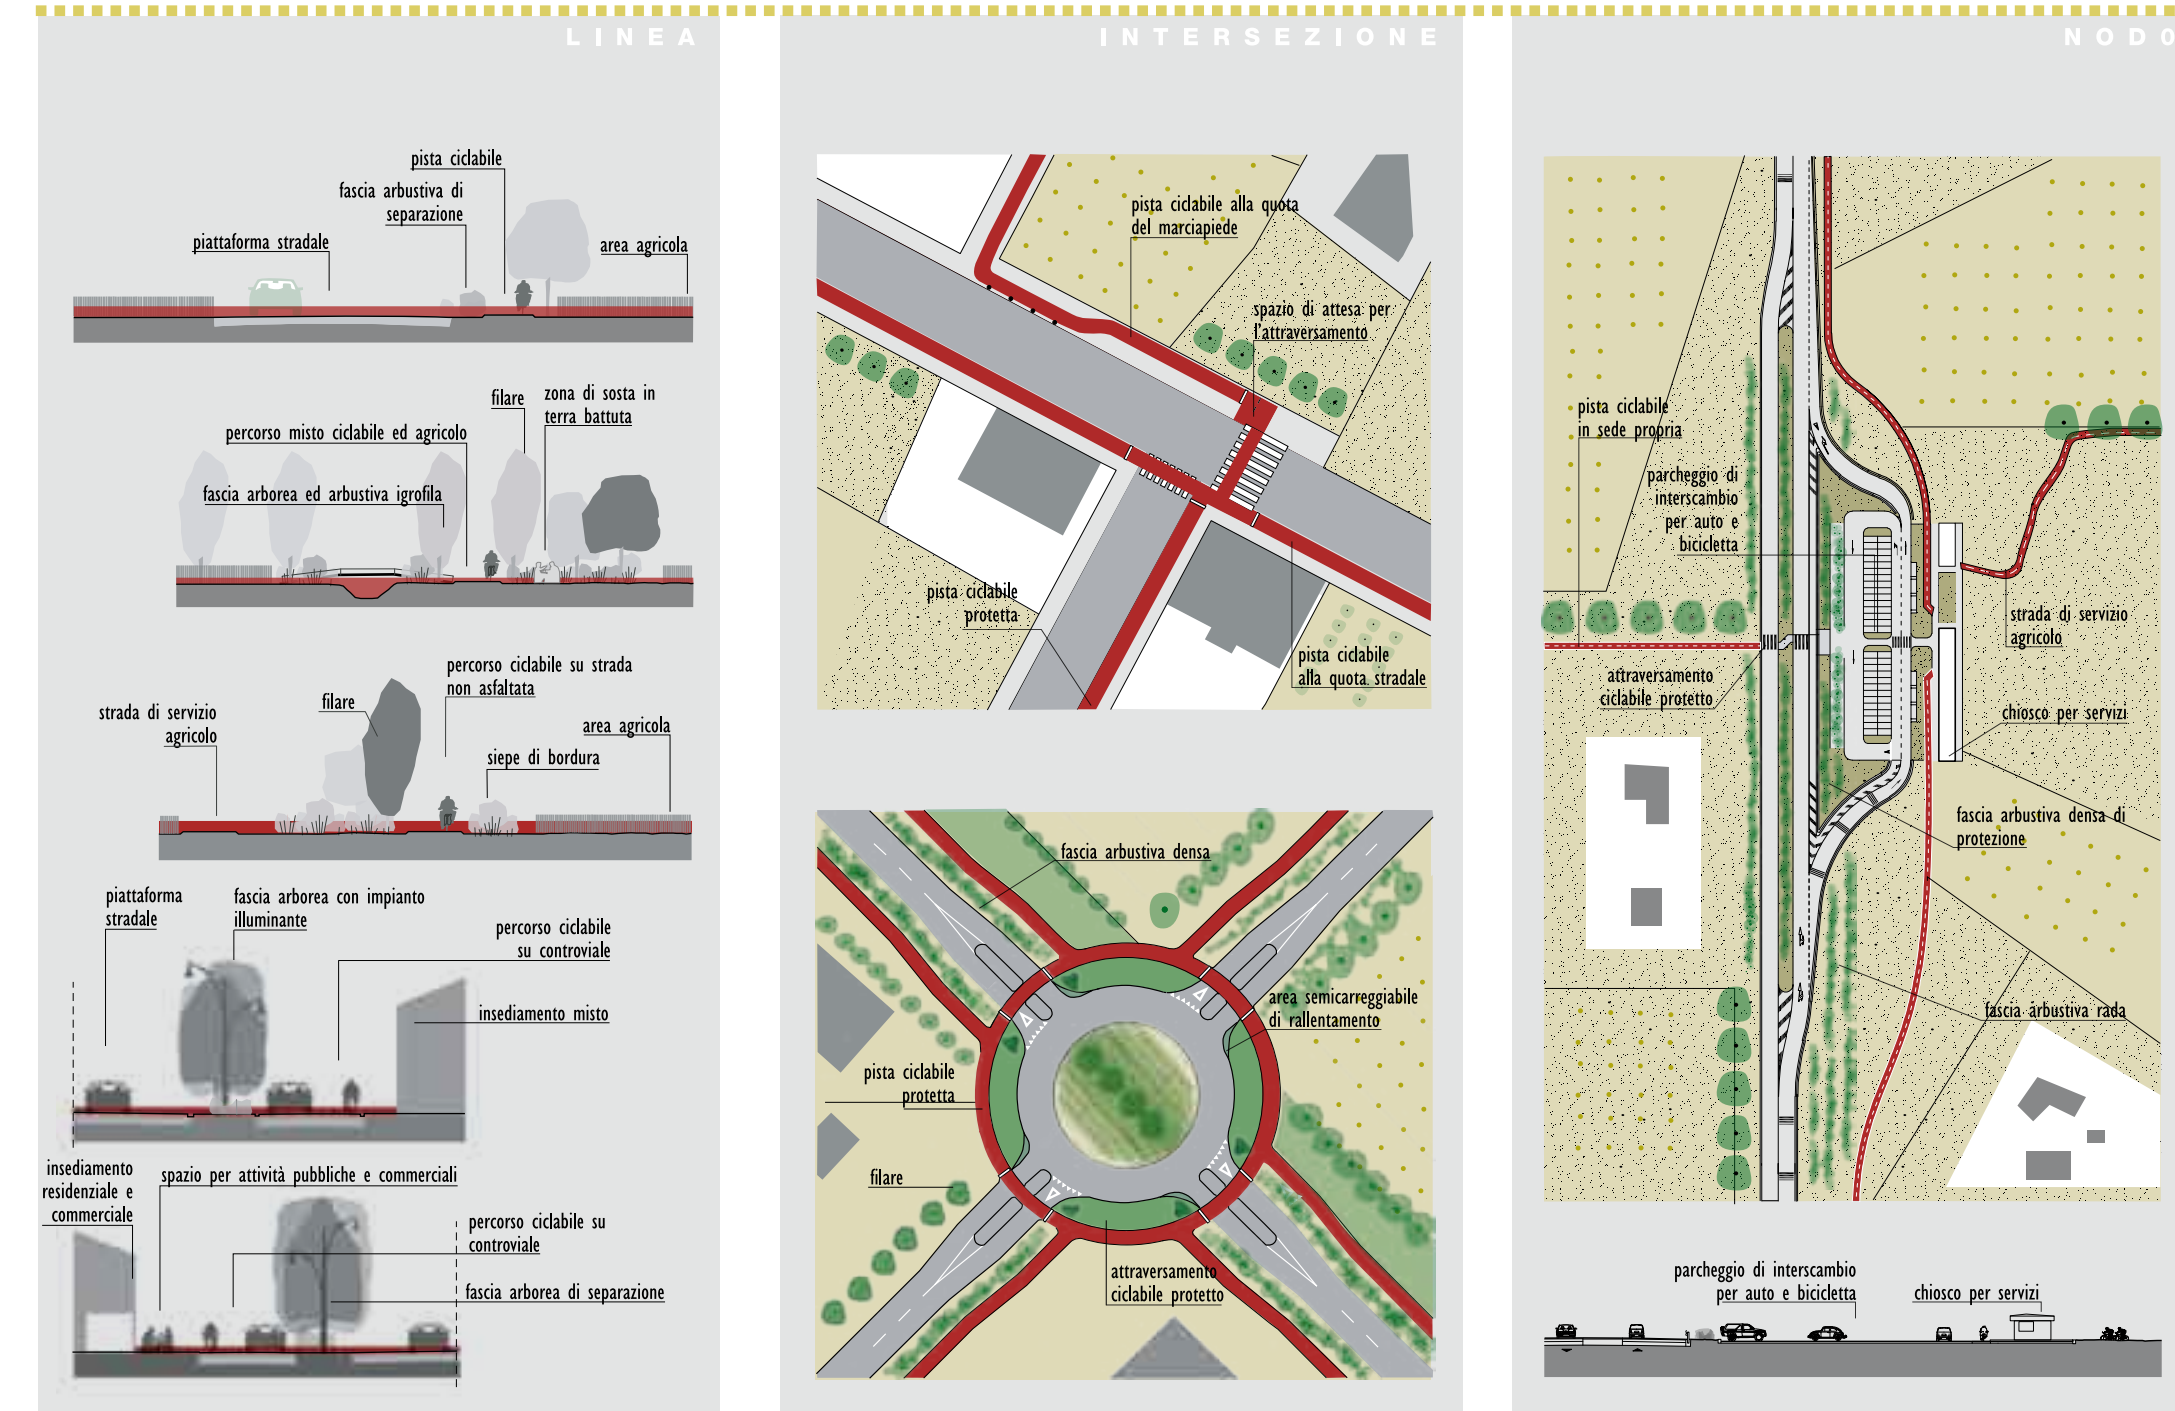 LINEA
pista ciclabile
fascia arbustiva di
separazione
piattaforma stradale
area agricola
filare
zona di sosta in
terra battuta
percorso misto ciclabile ed agricolo
fascia arborea ed arbustiva igrofila
percorso ciclabile su strada
non asfaltata
filare
strada di servizio
agricolo
area agricola
siepe di bordura
piattaforma
stradale
fascia arborea con impianto
illuminante
percorso ciclabile
su controviale
insediamento misto
insediamento
residenziale e
commerciale
spazio per attività pubbliche e commerciali
percorso ciclabile su
controviale
fascia arborea di separazione
INTERSEZIONE
pista ciclabile alla quota
del marciapiede
spazio di attesa per
l'attraversamento
pista ciclabile
protetta
pista ciclabile
alla quota stradale
fascia arbustiva densa
area semicarreggiabile
di rallentamento
pista ciclabile
protetta
filare
attraversamento
ciclabile protetto
NODO
pista ciclabile
in sede propria
parcheggio di
interscambio
per auto e
bicicletta
strada di servizio
agricolo
attraversamento
ciclabile protetto
chiosco per servizi
fascia arbustiva densa di
protezione
fascia arbustiva rada
parcheggio di interscambio
per auto e bicicletta
chiosco per servizi